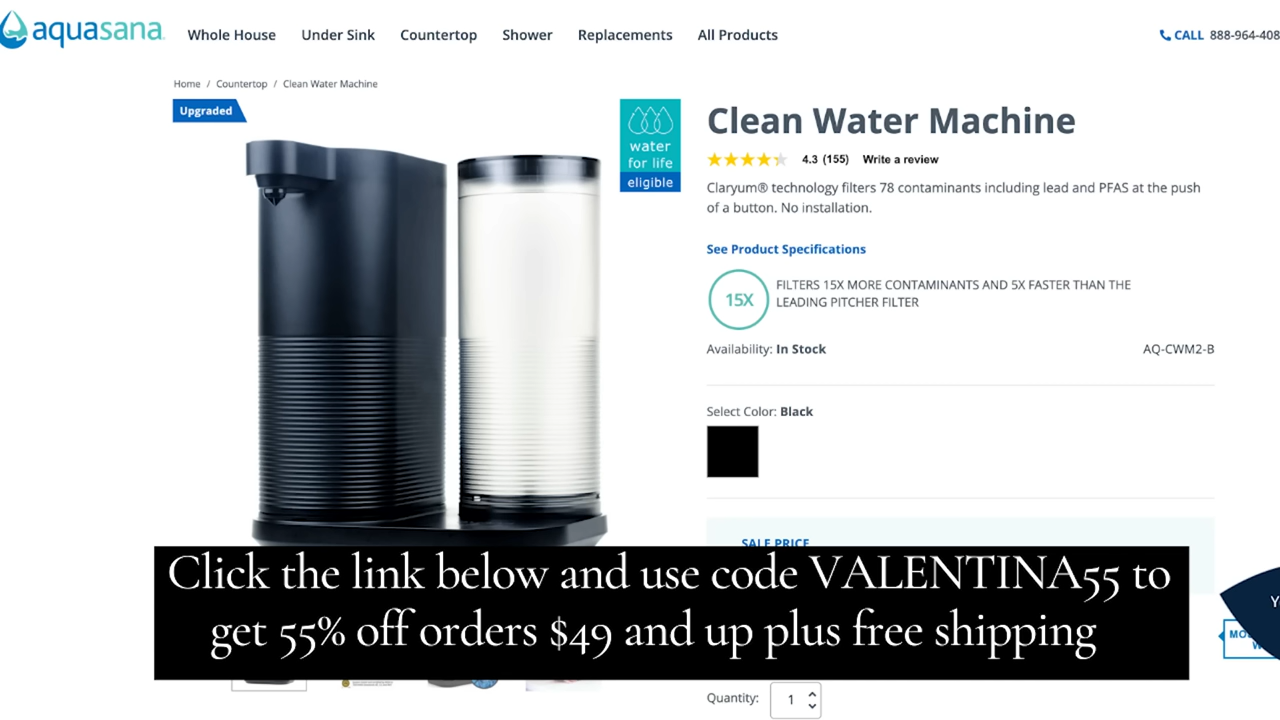 aquasana
Whole House
Under Sink
Countertop
Shower
Replacements
All Products
CALL 888-964-408
Home / Countertop / Clean Water Machine
Upgraded
water
for life
eligible
Clean Water Machine
4.3 (155) Write a review
Claryum® technology filters 78 contaminants including lead and PFAS at the push
of a button. No installation.
See Product Specifications
15X
FILTERS 15X MORE CONTAMINANTS AND 5X FASTER THAN THE
LEADING PITCHER FILTER
Availability: In Stock
AQ-CWM2-B
Select Color: Black
SALE PRICE
Click the link below and use code VALENTINA55 to
get 55% off orders $49 and up plus free shipping
Quantity: 1